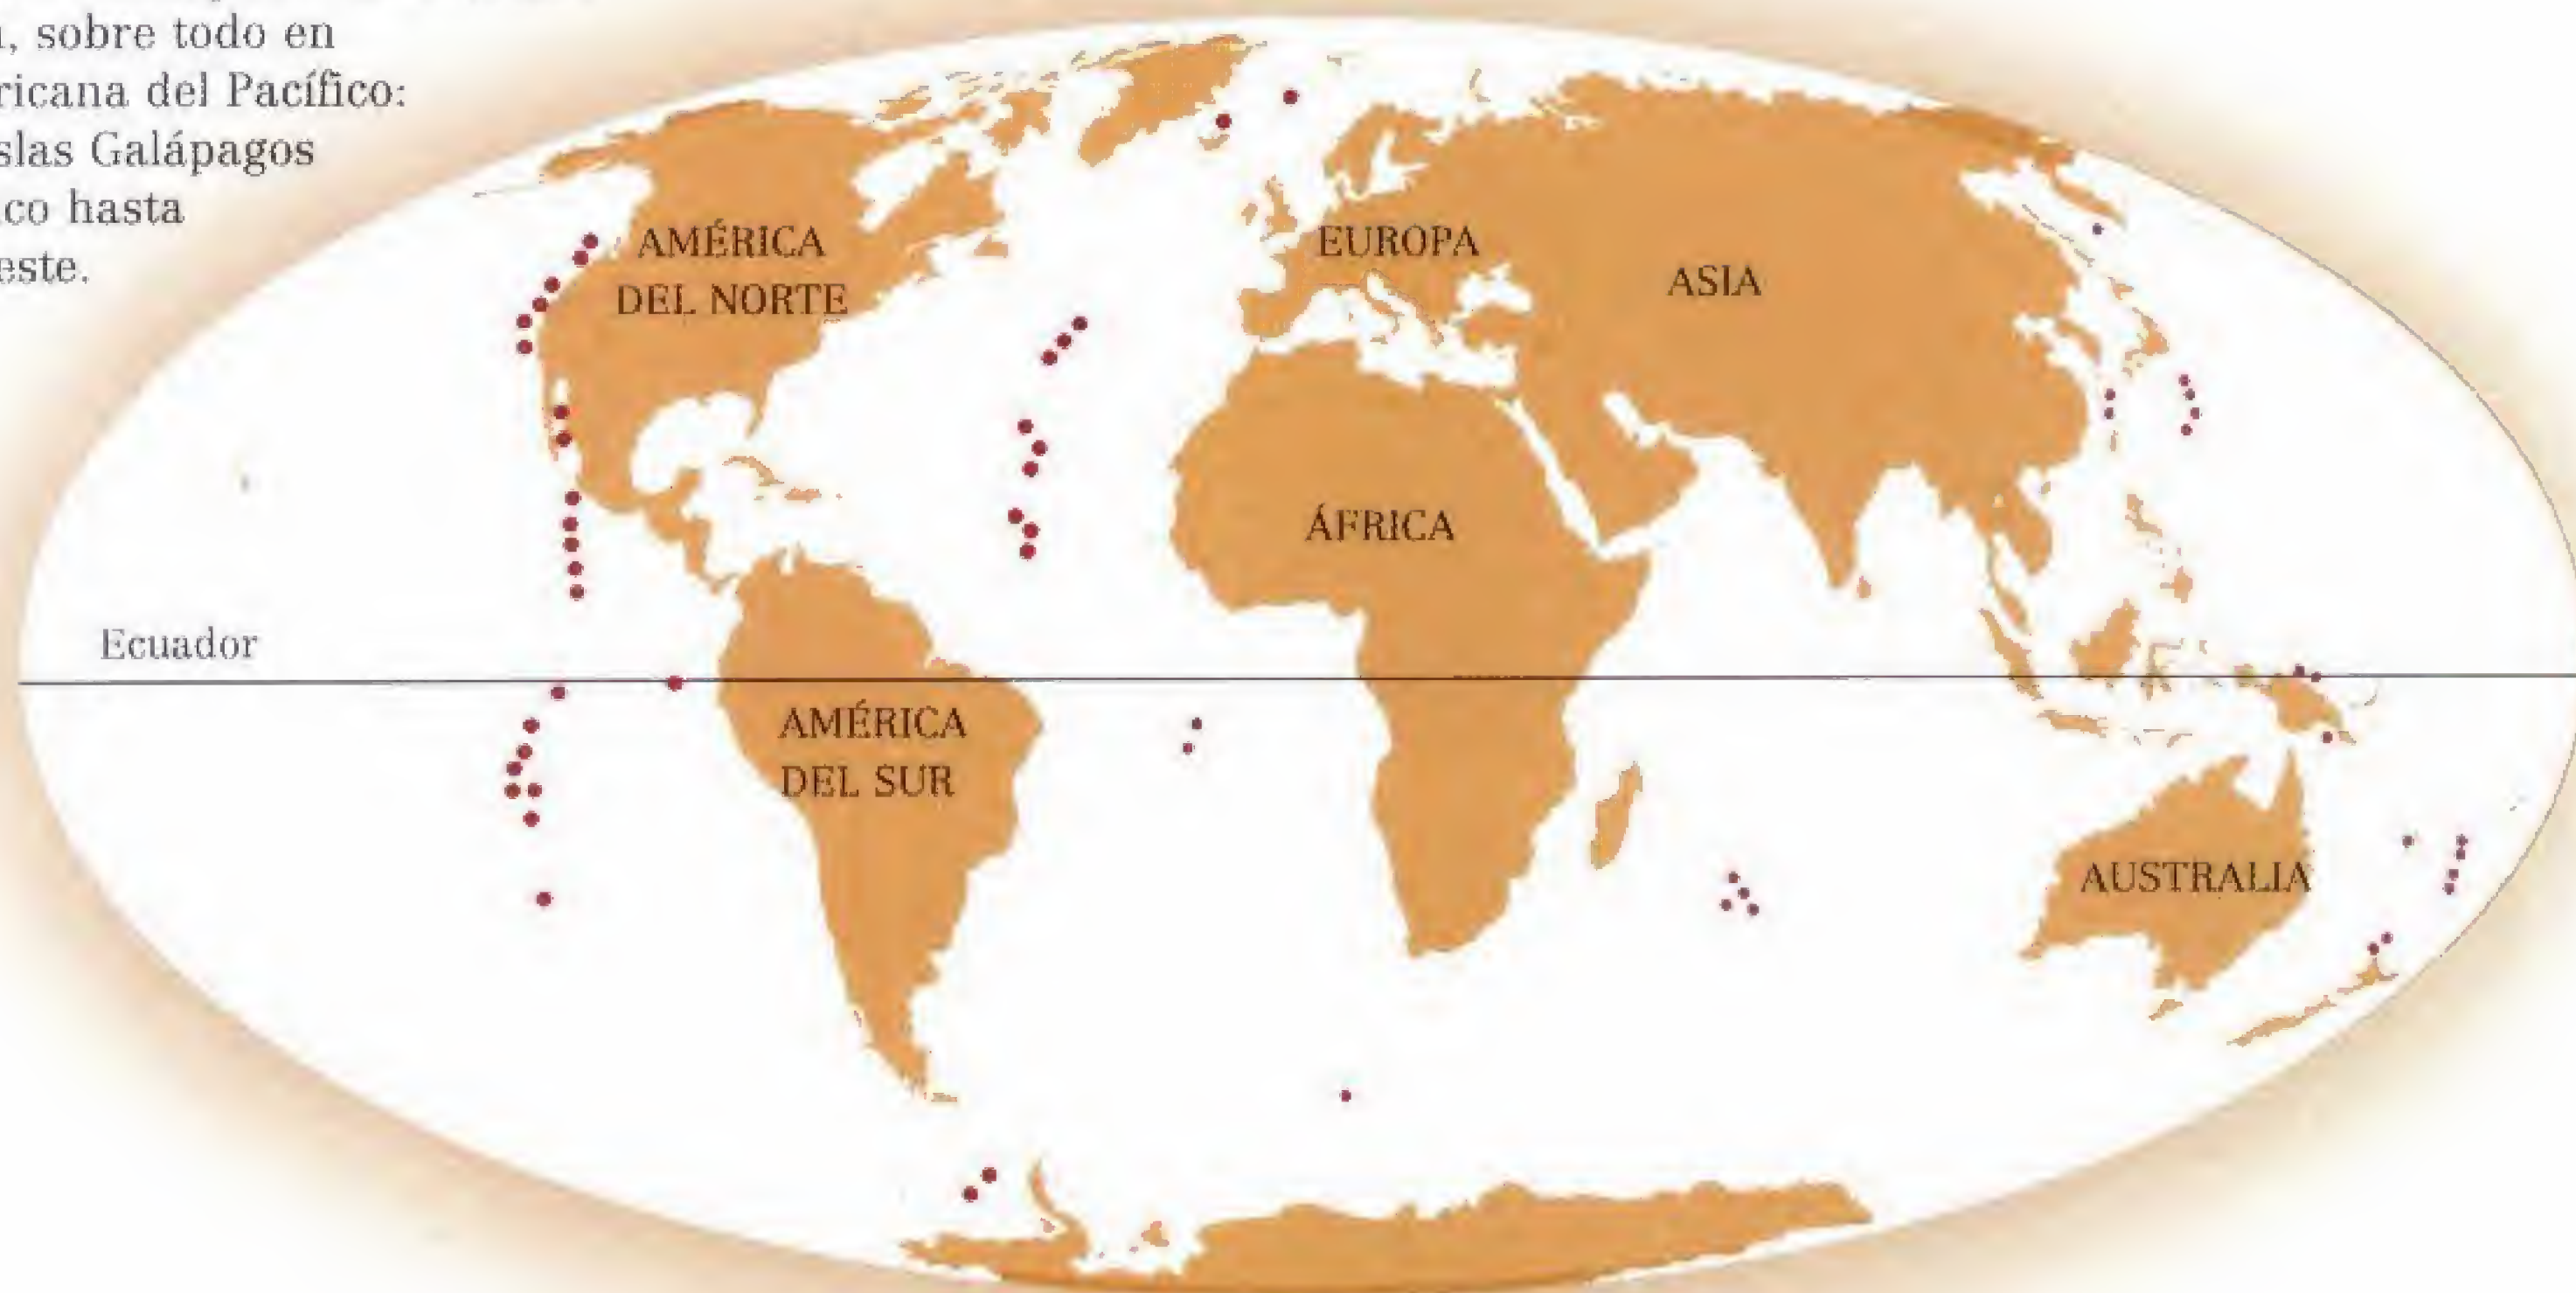 sobre todo en
ricana del Pacífico:
slas Galápagos
co hasta
este.
AMÉRICA
DEL NORTE
EUROPA
ASIA
ÁFRICA
Ecuador
AMÉRICA
DEL SUR
AUSTRALIA